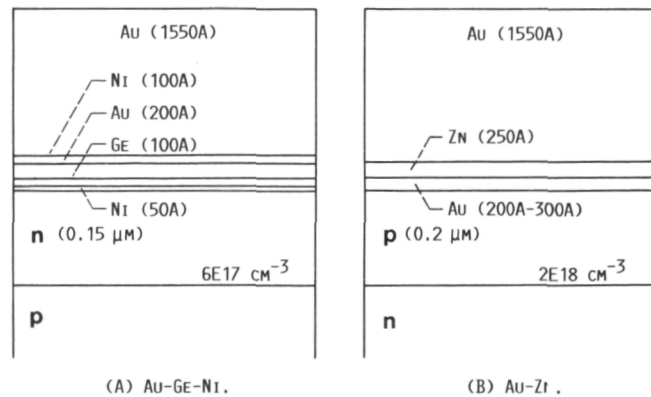 Au (1550A)
Ni (100A)
Au (200A)
Ge (100A)
Ni (50A)
n (0.15 μm)
6E17 cm⁻³
p
(A) Au-Ge-Ni.
Au (1550A)
Zn (250A)
Au (200A-300A)
p (0.2 μm)
2E18 cm⁻³
n
(B) Au-Zn.